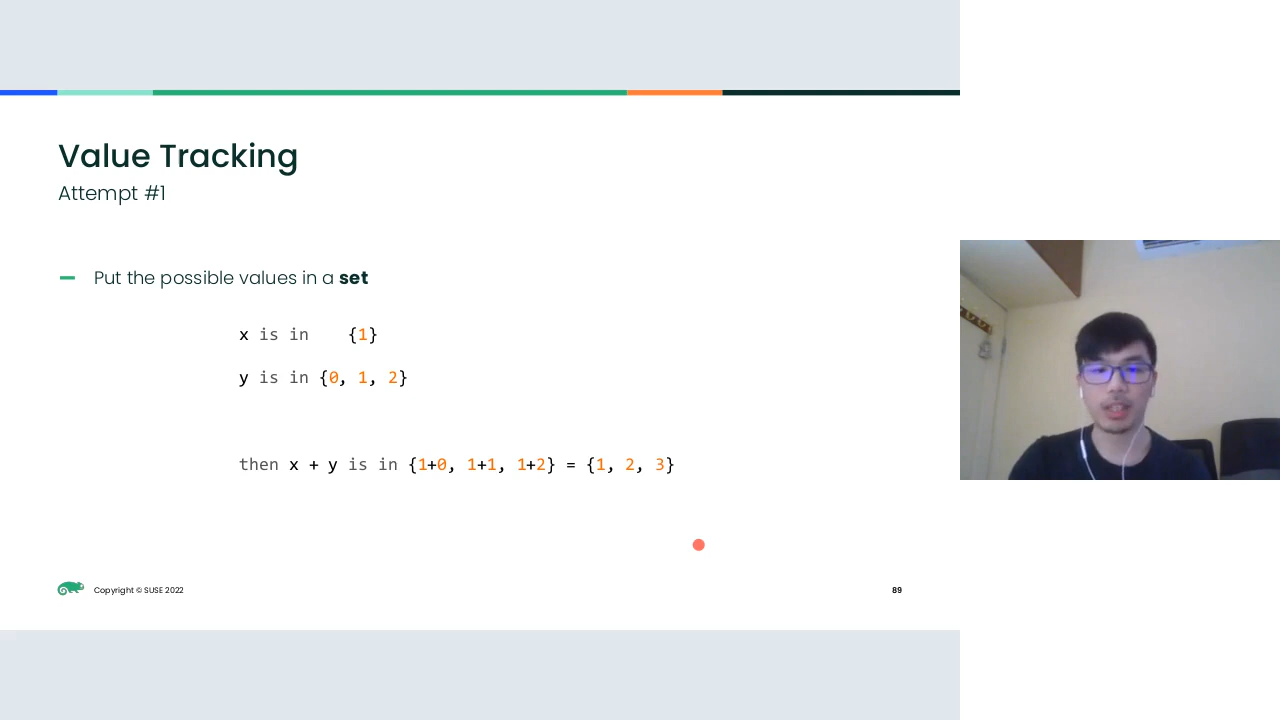 Value Tracking
Attempt #1
Put the possible values in a set
x is in {1}
y is in {0, 1, 2}
then x + y is in {1+0, 1+1, 1+2} = {1, 2, 3}
Copyright © SUSE 2022
89